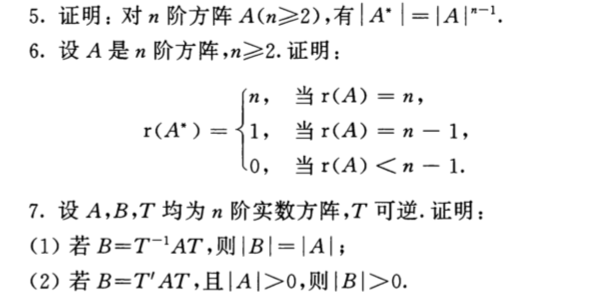 5. 证明:对 n 阶方阵 A(n⩾2),有|A*|=|A|ⁿ⁻¹.
6. 设 A 是 n 阶方阵,n⩾2.证明:
r(A*) = { n, 当 r(A) = n,
1, 当 r(A) = n − 1,
0, 当 r(A) < n − 1.
7. 设 A,B,T 均为 n 阶实数方阵,T 可逆.证明:
(1) 若 B=T⁻¹AT,则|B|=|A|;
(2) 若 B=T′AT,且|A|>0,则|B|>0.